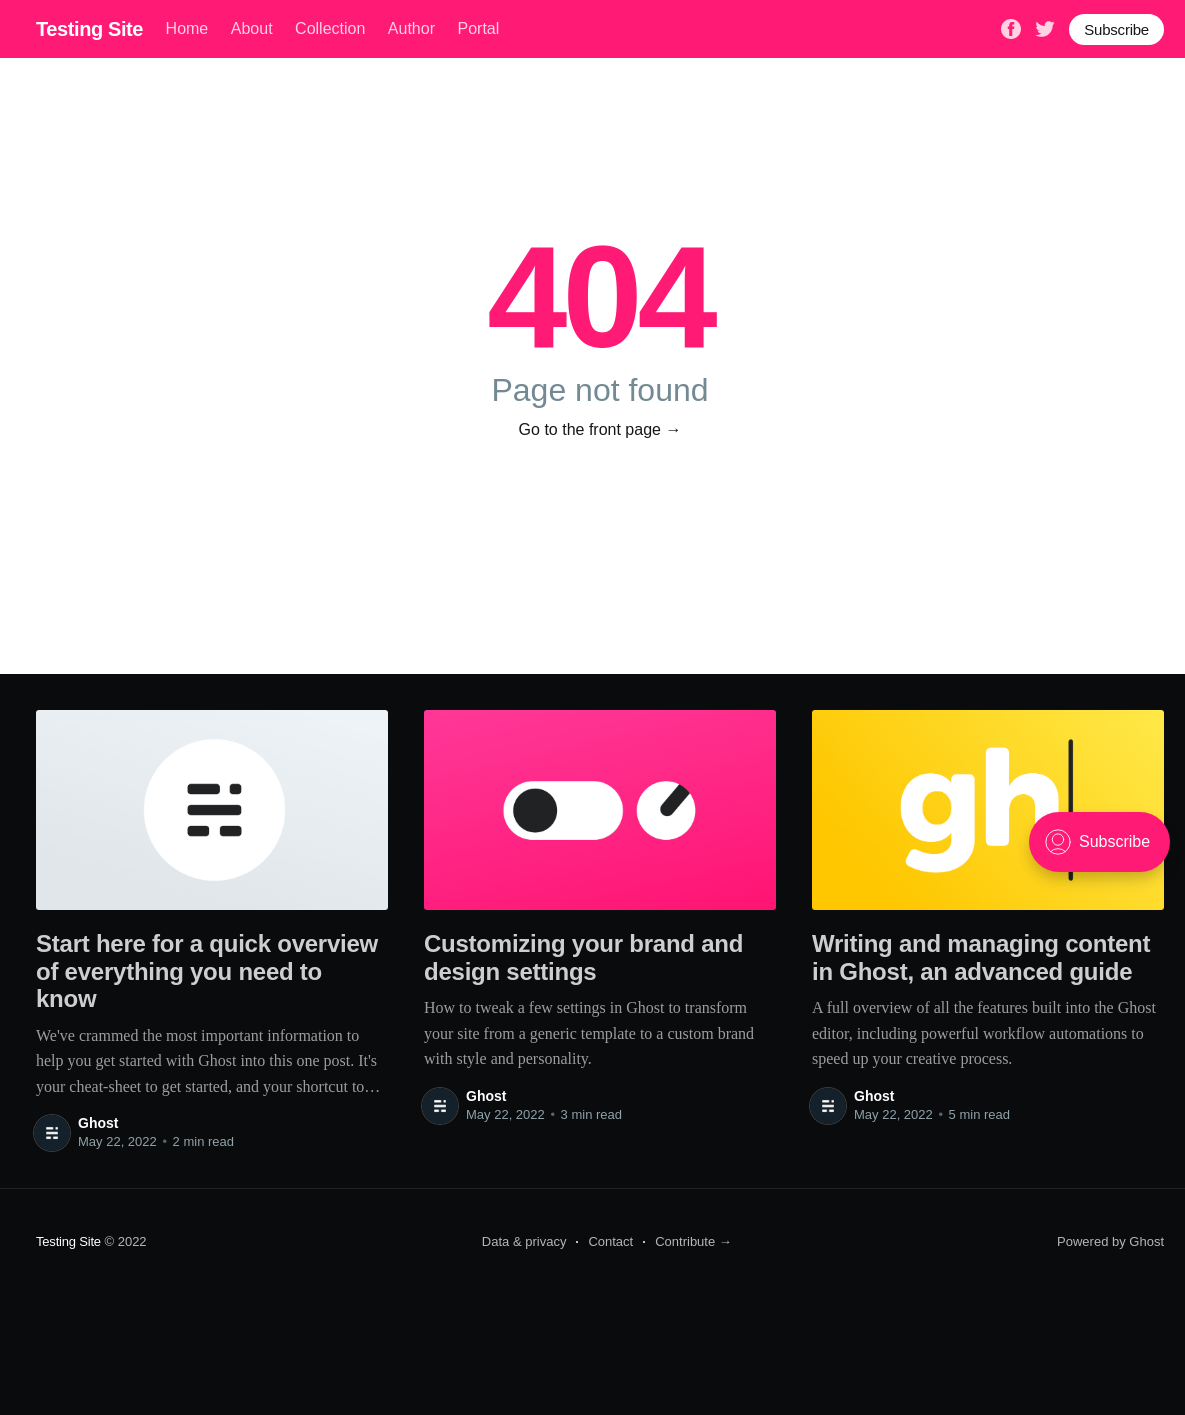 Testing Site Home About Collection Author Portal Subscribe
404
Page not found
Go to the front page →
gh
Subscribe
Start here for a quick overview
of everything you need to
know
We've crammed the most important information to
help you get started with Ghost into this one post. It's
your cheat-sheet to get started, and your shortcut to…
Ghost
May 22, 2022 • 2 min read
Customizing your brand and
design settings
How to tweak a few settings in Ghost to transform
your site from a generic template to a custom brand
with style and personality.
Ghost
May 22, 2022 • 3 min read
Writing and managing content
in Ghost, an advanced guide
A full overview of all the features built into the Ghost
editor, including powerful workflow automations to
speed up your creative process.
Ghost
May 22, 2022 • 5 min read
Testing Site © 2022 Data & privacy · Contact · Contribute → Powered by Ghost